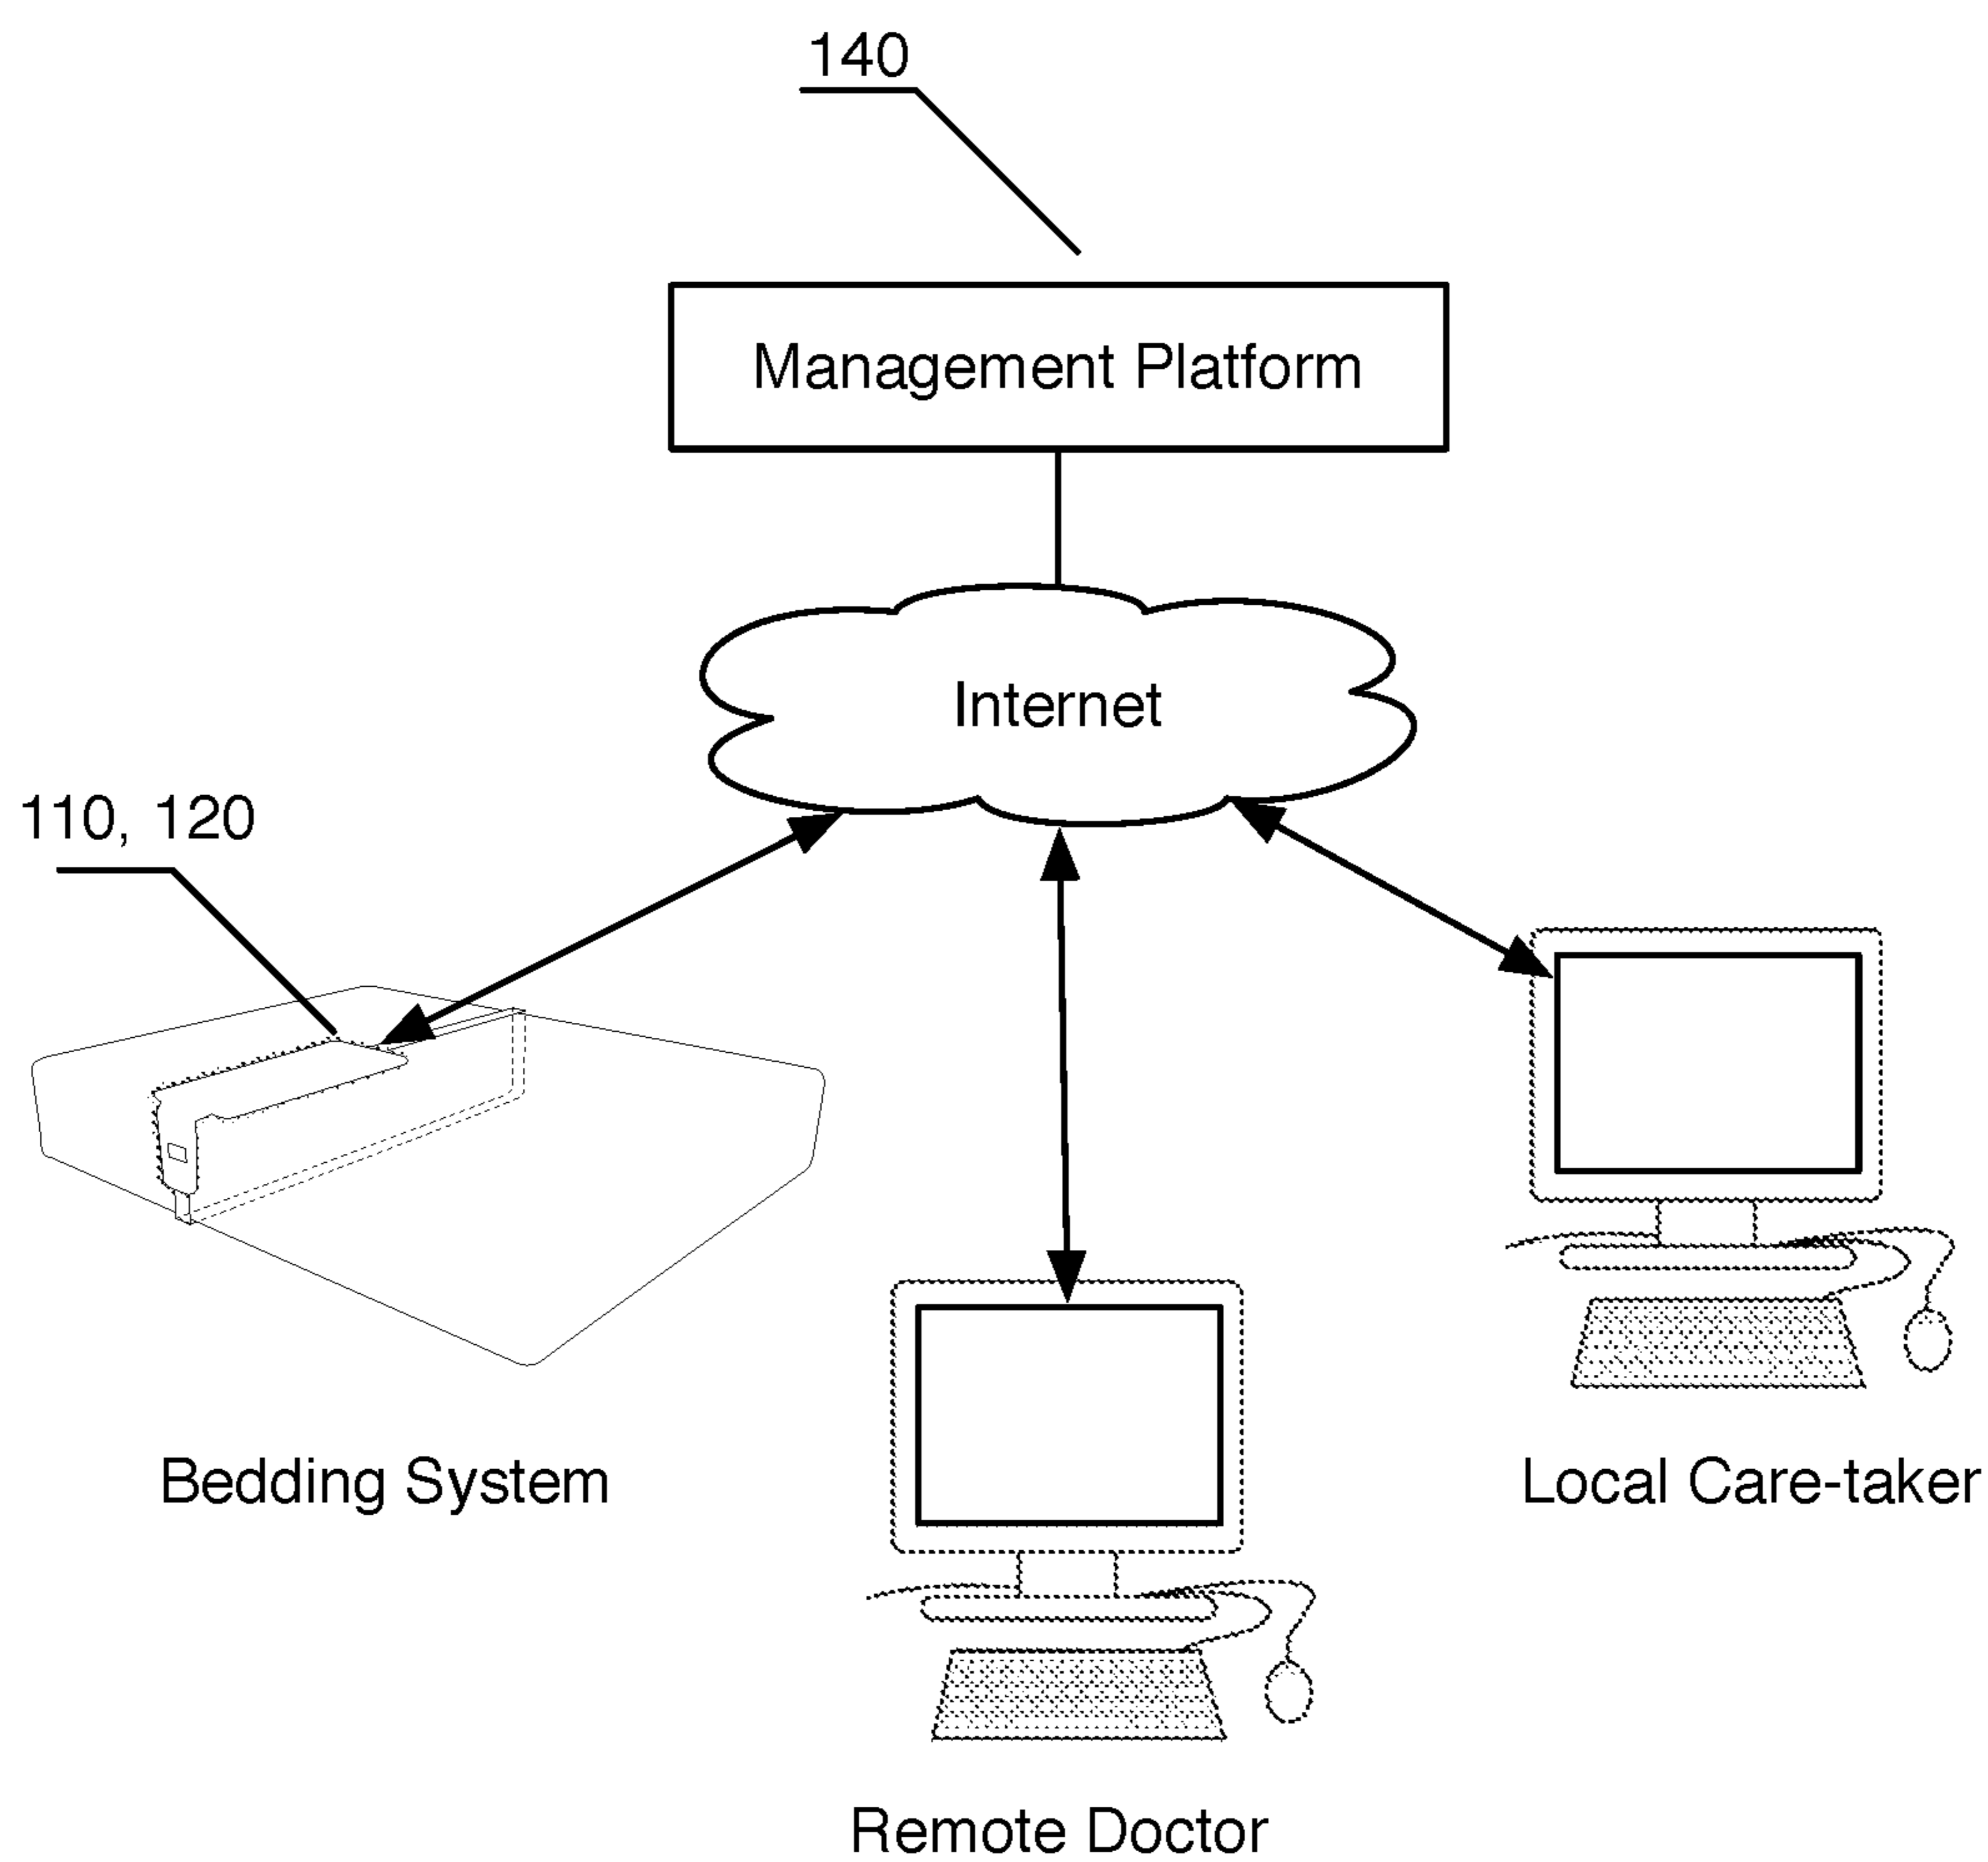 140
Management Platform
Internet
110, 120
Bedding System
Local Care-taker
Remote Doctor